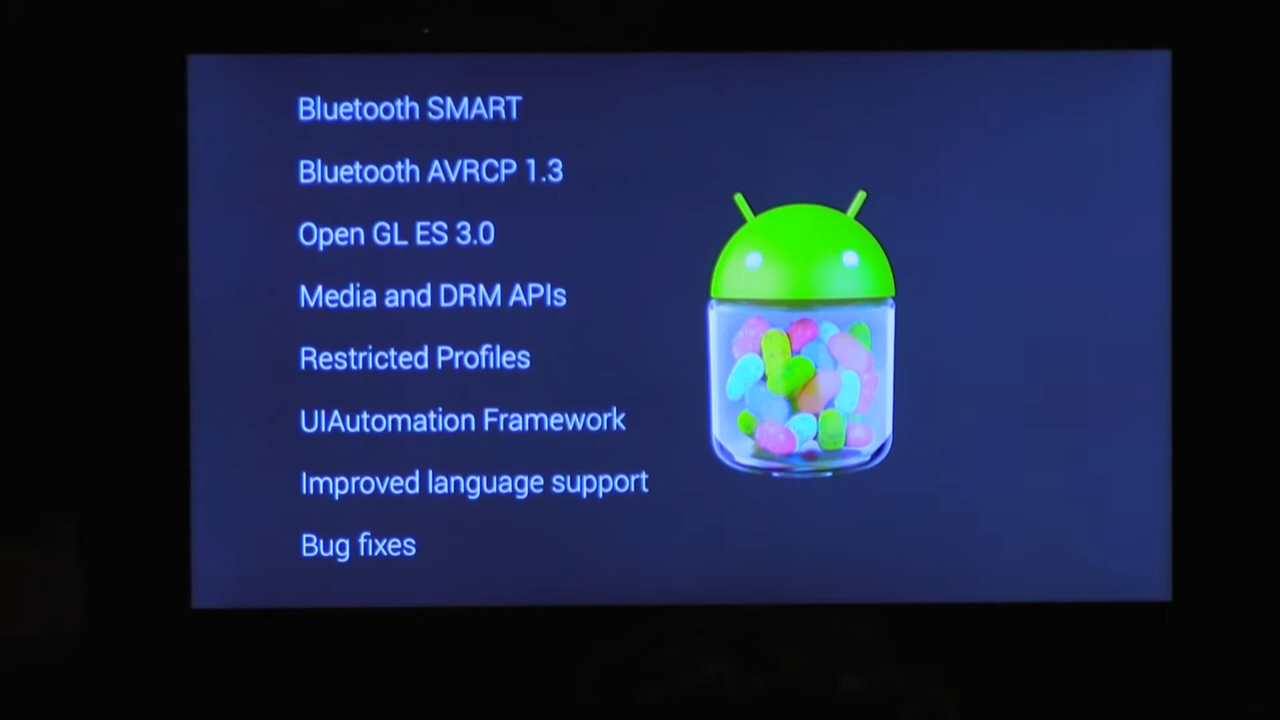 Bluetooth SMART
Bluetooth AVRCP 1.3
Open GL ES 3.0
Media and DRM APIs
Restricted Profiles
UIAutomation Framework
Improved language support
Bug fixes